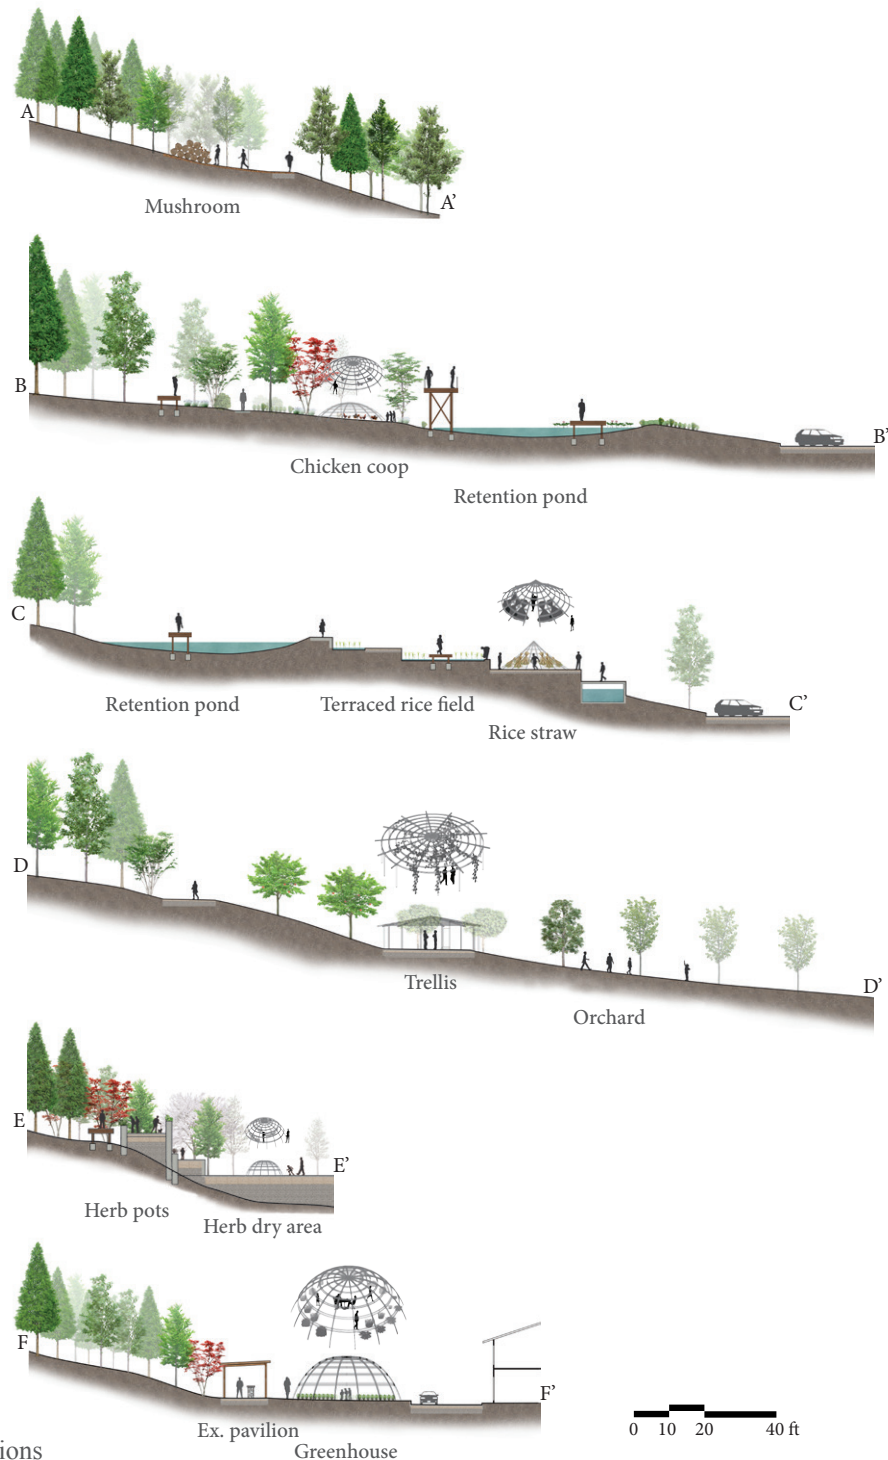 A
A’
Mushroom
B
B’
Chicken coop
Retention pond
C
C’
Retention pond
Terraced rice field
Rice straw
D
D’
Trellis
Orchard
E
E’
Herb pots
Herb dry area
F
F’
Ex. pavilion
Greenhouse
0 10 20 40 ft
ions